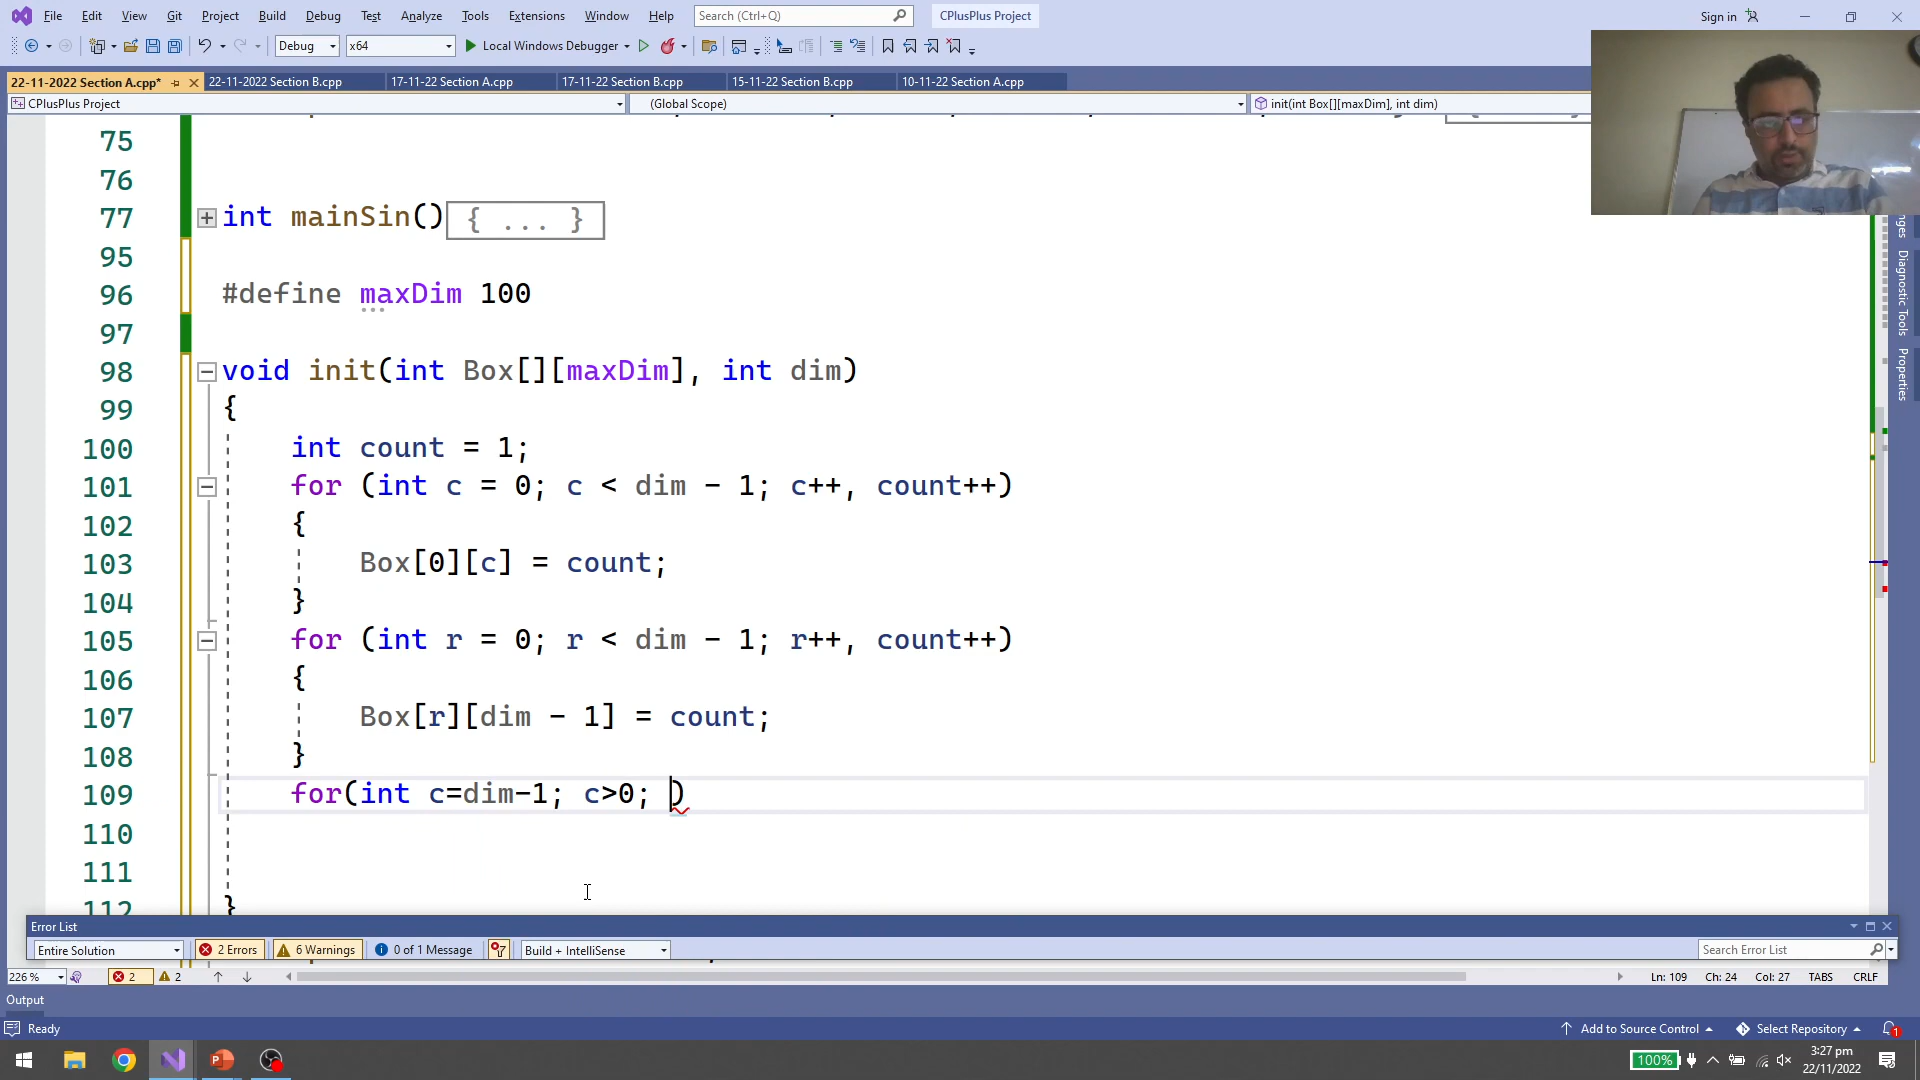 File Edit View Git Project Build Debug Test Analyze Tools Extensions Window Help Search (Ctrl+Q) CPlusPlus Project Sign in
Debug x64 Local Windows Debugger
22-11-2022 Section A.cpp* 22-11-2022 Section B.cpp 17-11-22 Section A.cpp 17-11-22 Section B.cpp 15-11-22 Section B.cpp 10-11-22 Section A.cpp
CPlusPlus Project (Global Scope) init(int Box[][maxDim], int dim)
75
76
77 int mainSin() { ... }
95
96 #define maxDim 100
97
98 void init(int Box[][maxDim], int dim)
99 {
100 int count = 1;
101 for (int c = 0; c < dim - 1; c++, count++)
102 {
103 Box[0][c] = count;
104 }
105 for (int r = 0; r < dim - 1; r++, count++)
106 {
107 Box[r][dim - 1] = count;
108 }
109 for(int c=dim-1; c>0; )
110
111
112 }
Diagnostic Tools
Properties
Error List
Entire Solution 2 Errors 6 Warnings 0 of 1 Message Build + IntelliSense Search Error List
226 % 2 2 Ln: 109 Ch: 24 Col: 27 TABS CRLF
Output
Ready Add to Source Control Select Repository 1
100% 3:27 pm
22/11/2022